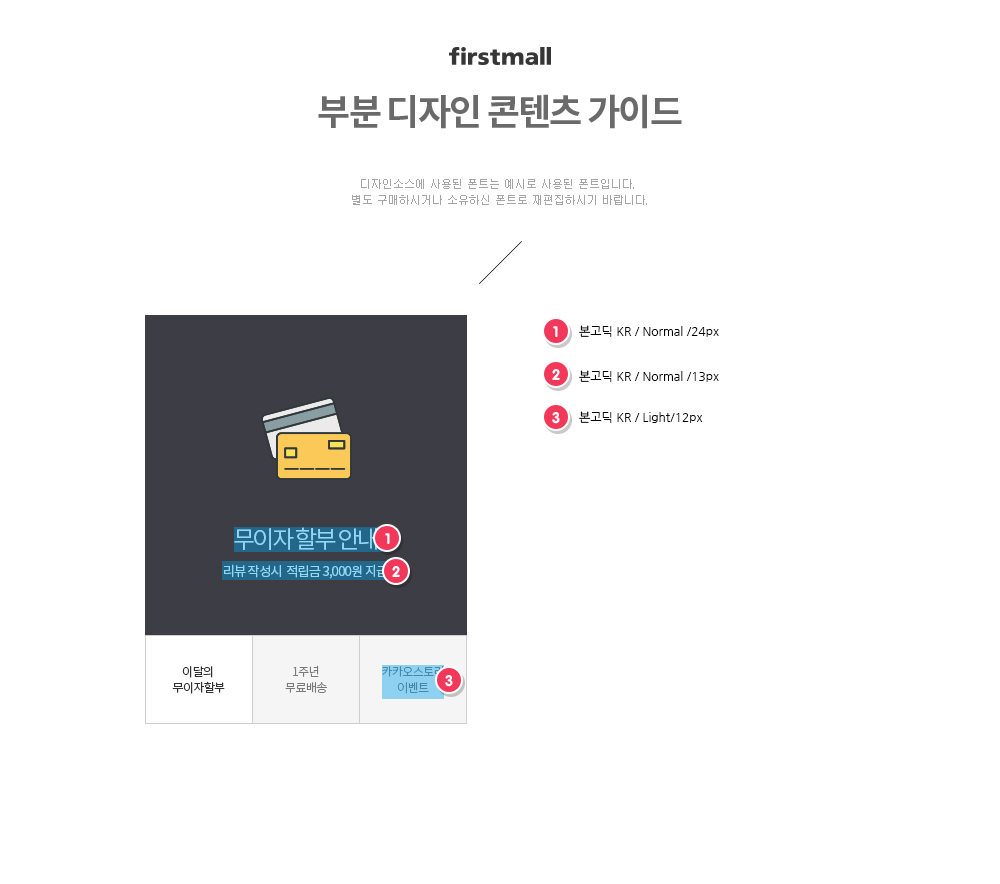 firstmall
부분 디자인 콘텐츠 가이드
디자인소스에 사용된 폰트는 예시로 사용된 폰트입니다.
별도 구매하시거나 소유하신 폰트로 재편집하시기 바랍니다.
1 본고딕 KR / Normal /24px
2 본고딕 KR / Normal /13px
3 본고딕 KR / Light/12px
무이자 할부 안내 1
리뷰 작성시 적립금 3,000원 지급 2
이달의
무이자할부
1주년
무료배송
카카오스토리
이벤트
3